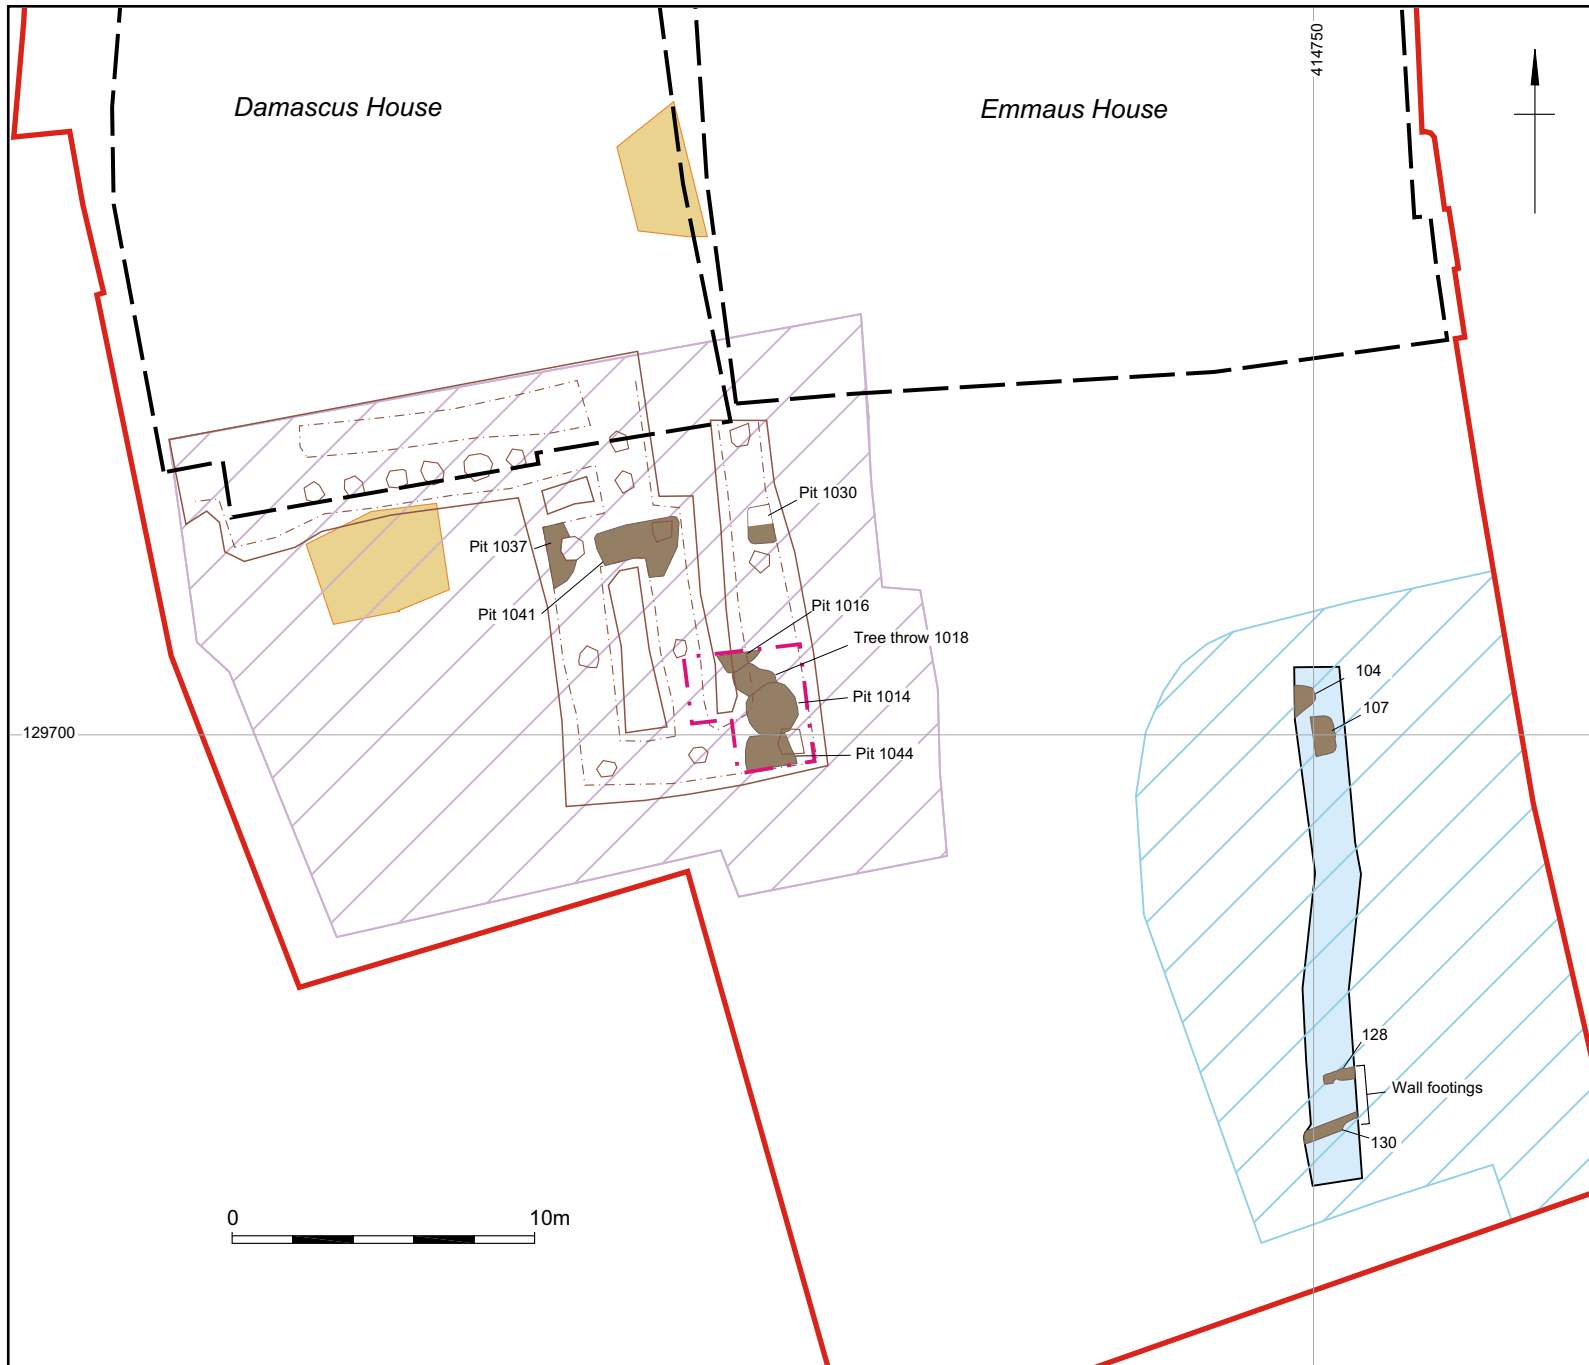 414750
Damascus House
Emmaus House
Pit 1030
Pit 1037
Pit 1041
Pit 1016
Tree throw 1018
104
Pit 1014
107
129700
Pit 1044
128
Wall footings
130
0 10m